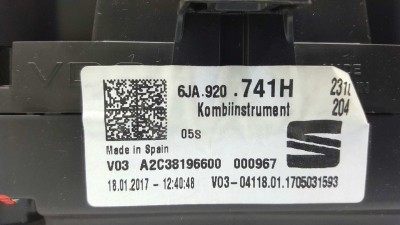 6JA.920 .741H
Kombiinstrument
204
05S
Made in Spain
V03 A2C38196600 000967
18.01.2017 - 12:40:48 V03-04118.01.1705031593